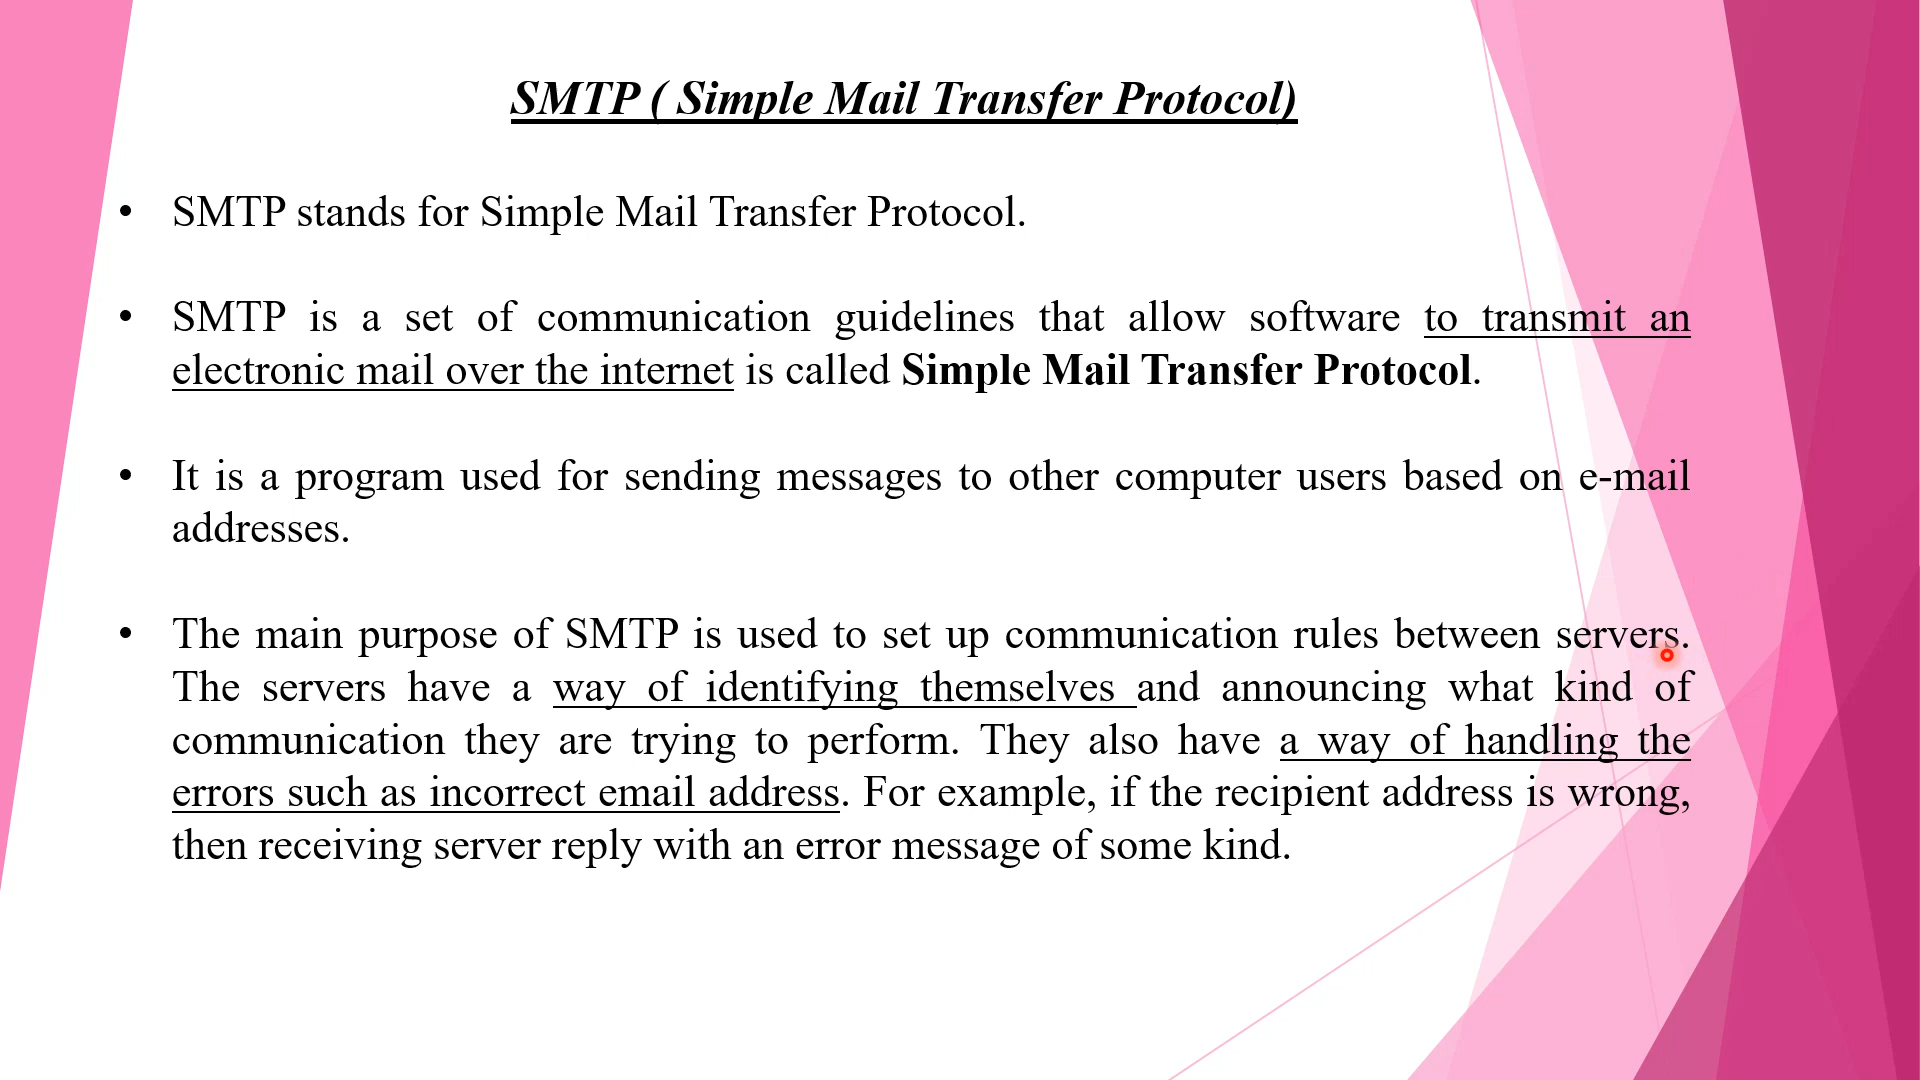 SMTP ( Simple Mail Transfer Protocol)
• SMTP stands for Simple Mail Transfer Protocol.
• SMTP is a set of communication guidelines that allow software to transmit an
electronic mail over the internet is called Simple Mail Transfer Protocol.
• It is a program used for sending messages to other computer users based on e-mail
addresses.
• The main purpose of SMTP is used to set up communication rules between servers.
The servers have a way of identifying themselves and announcing what kind of
communication they are trying to perform. They also have a way of handling the
errors such as incorrect email address. For example, if the recipient address is wrong,
then receiving server reply with an error message of some kind.